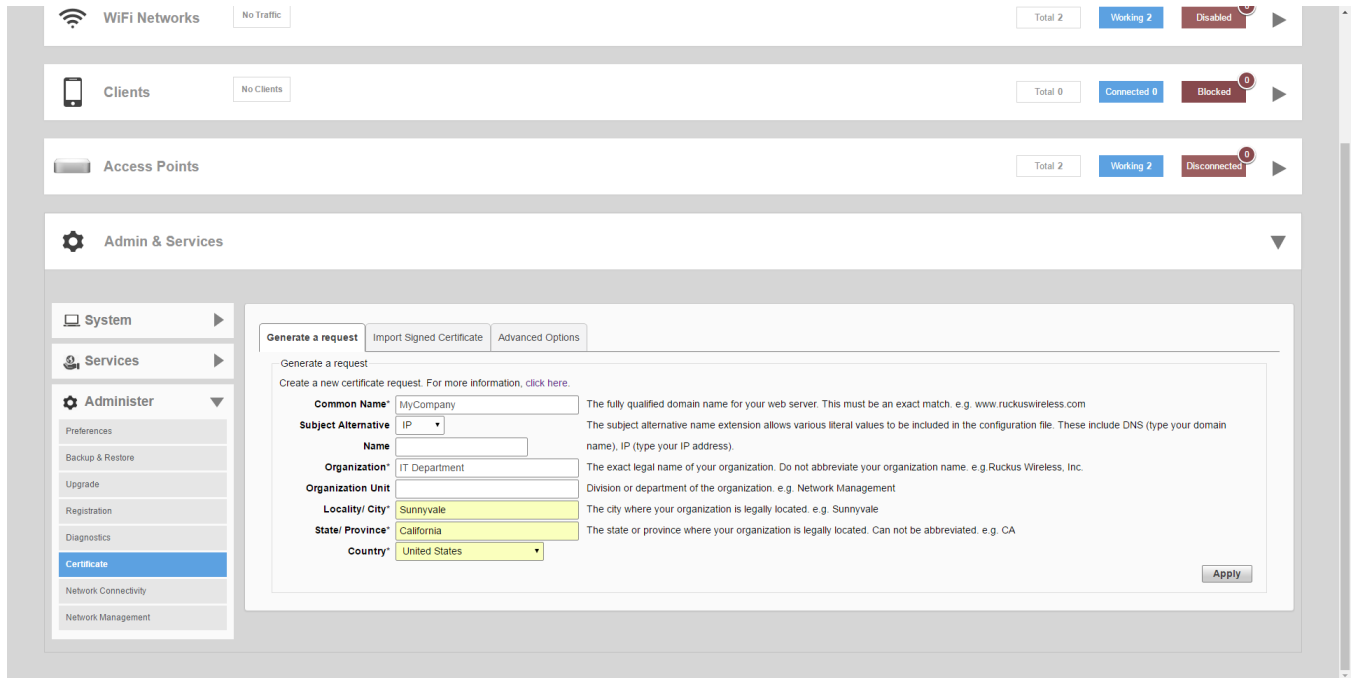 WiFi Networks No Traffic Total 2 Working 2 Disabled
Clients No Clients Total 0 Connected 0 Blocked 0
Access Points Total 2 Working 2 Disconnected 0
Admin & Services
System
Services
Administer
Preferences
Backup & Restore
Upgrade
Registration
Diagnostics
Certificate
Network Connectivity
Network Management
Generate a request Import Signed Certificate Advanced Options
Generate a request
Create a new certificate request. For more information, click here.
Common Name* MyCompany The fully qualified domain name for your web server. This must be an exact match. e.g. www.ruckuswireless.com
Subject Alternative IP The subject alternative name extension allows various literal values to be included in the configuration file. These include DNS (type your domain
Name name), IP (type your IP address).
Organization* IT Department The exact legal name of your organization. Do not abbreviate your organization name. e.g.Ruckus Wireless, Inc.
Organization Unit Division or department of the organization. e.g. Network Management
Locality/ City* Sunnyvale The city where your organization is legally located. e.g. Sunnyvale
State/ Province* California The state or province where your organization is legally located. Can not be abbreviated. e.g. CA
Country* United States
Apply